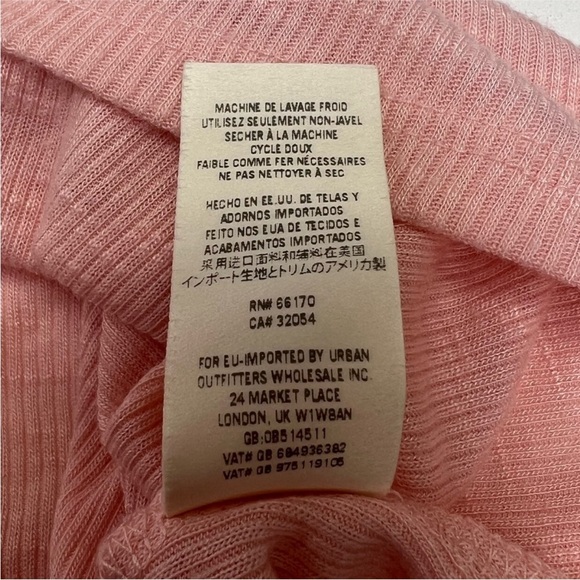 MACHINE DE LAVAGE FROID
UTILISEZ SEULEMENT NON-JAVEL
SECHER À LA MACHINE
CYCLE DOUX
FAIBLE COMME FER NÉCESSAIRES
NE PAS NETTOYER À SEC
HECHO EN EE.UU. DE TELAS Y
ADORNOS IMPORTADOS
FEITO NOS EUA DE TECIDOS E
ACABAMENTOS IMPORTADOS
采用进口面料和辅料在美国
インポート生地とトリムのアメリカ製
RN# 66170
CA# 32054
FOR EU-IMPORTED BY URBAN
OUTFITTERS WHOLESALE INC.
24 MARKET PLACE
LONDON, UK W1W8AN
GB:OB514511
VAT# GB 684936382
VAT# GB 975119105